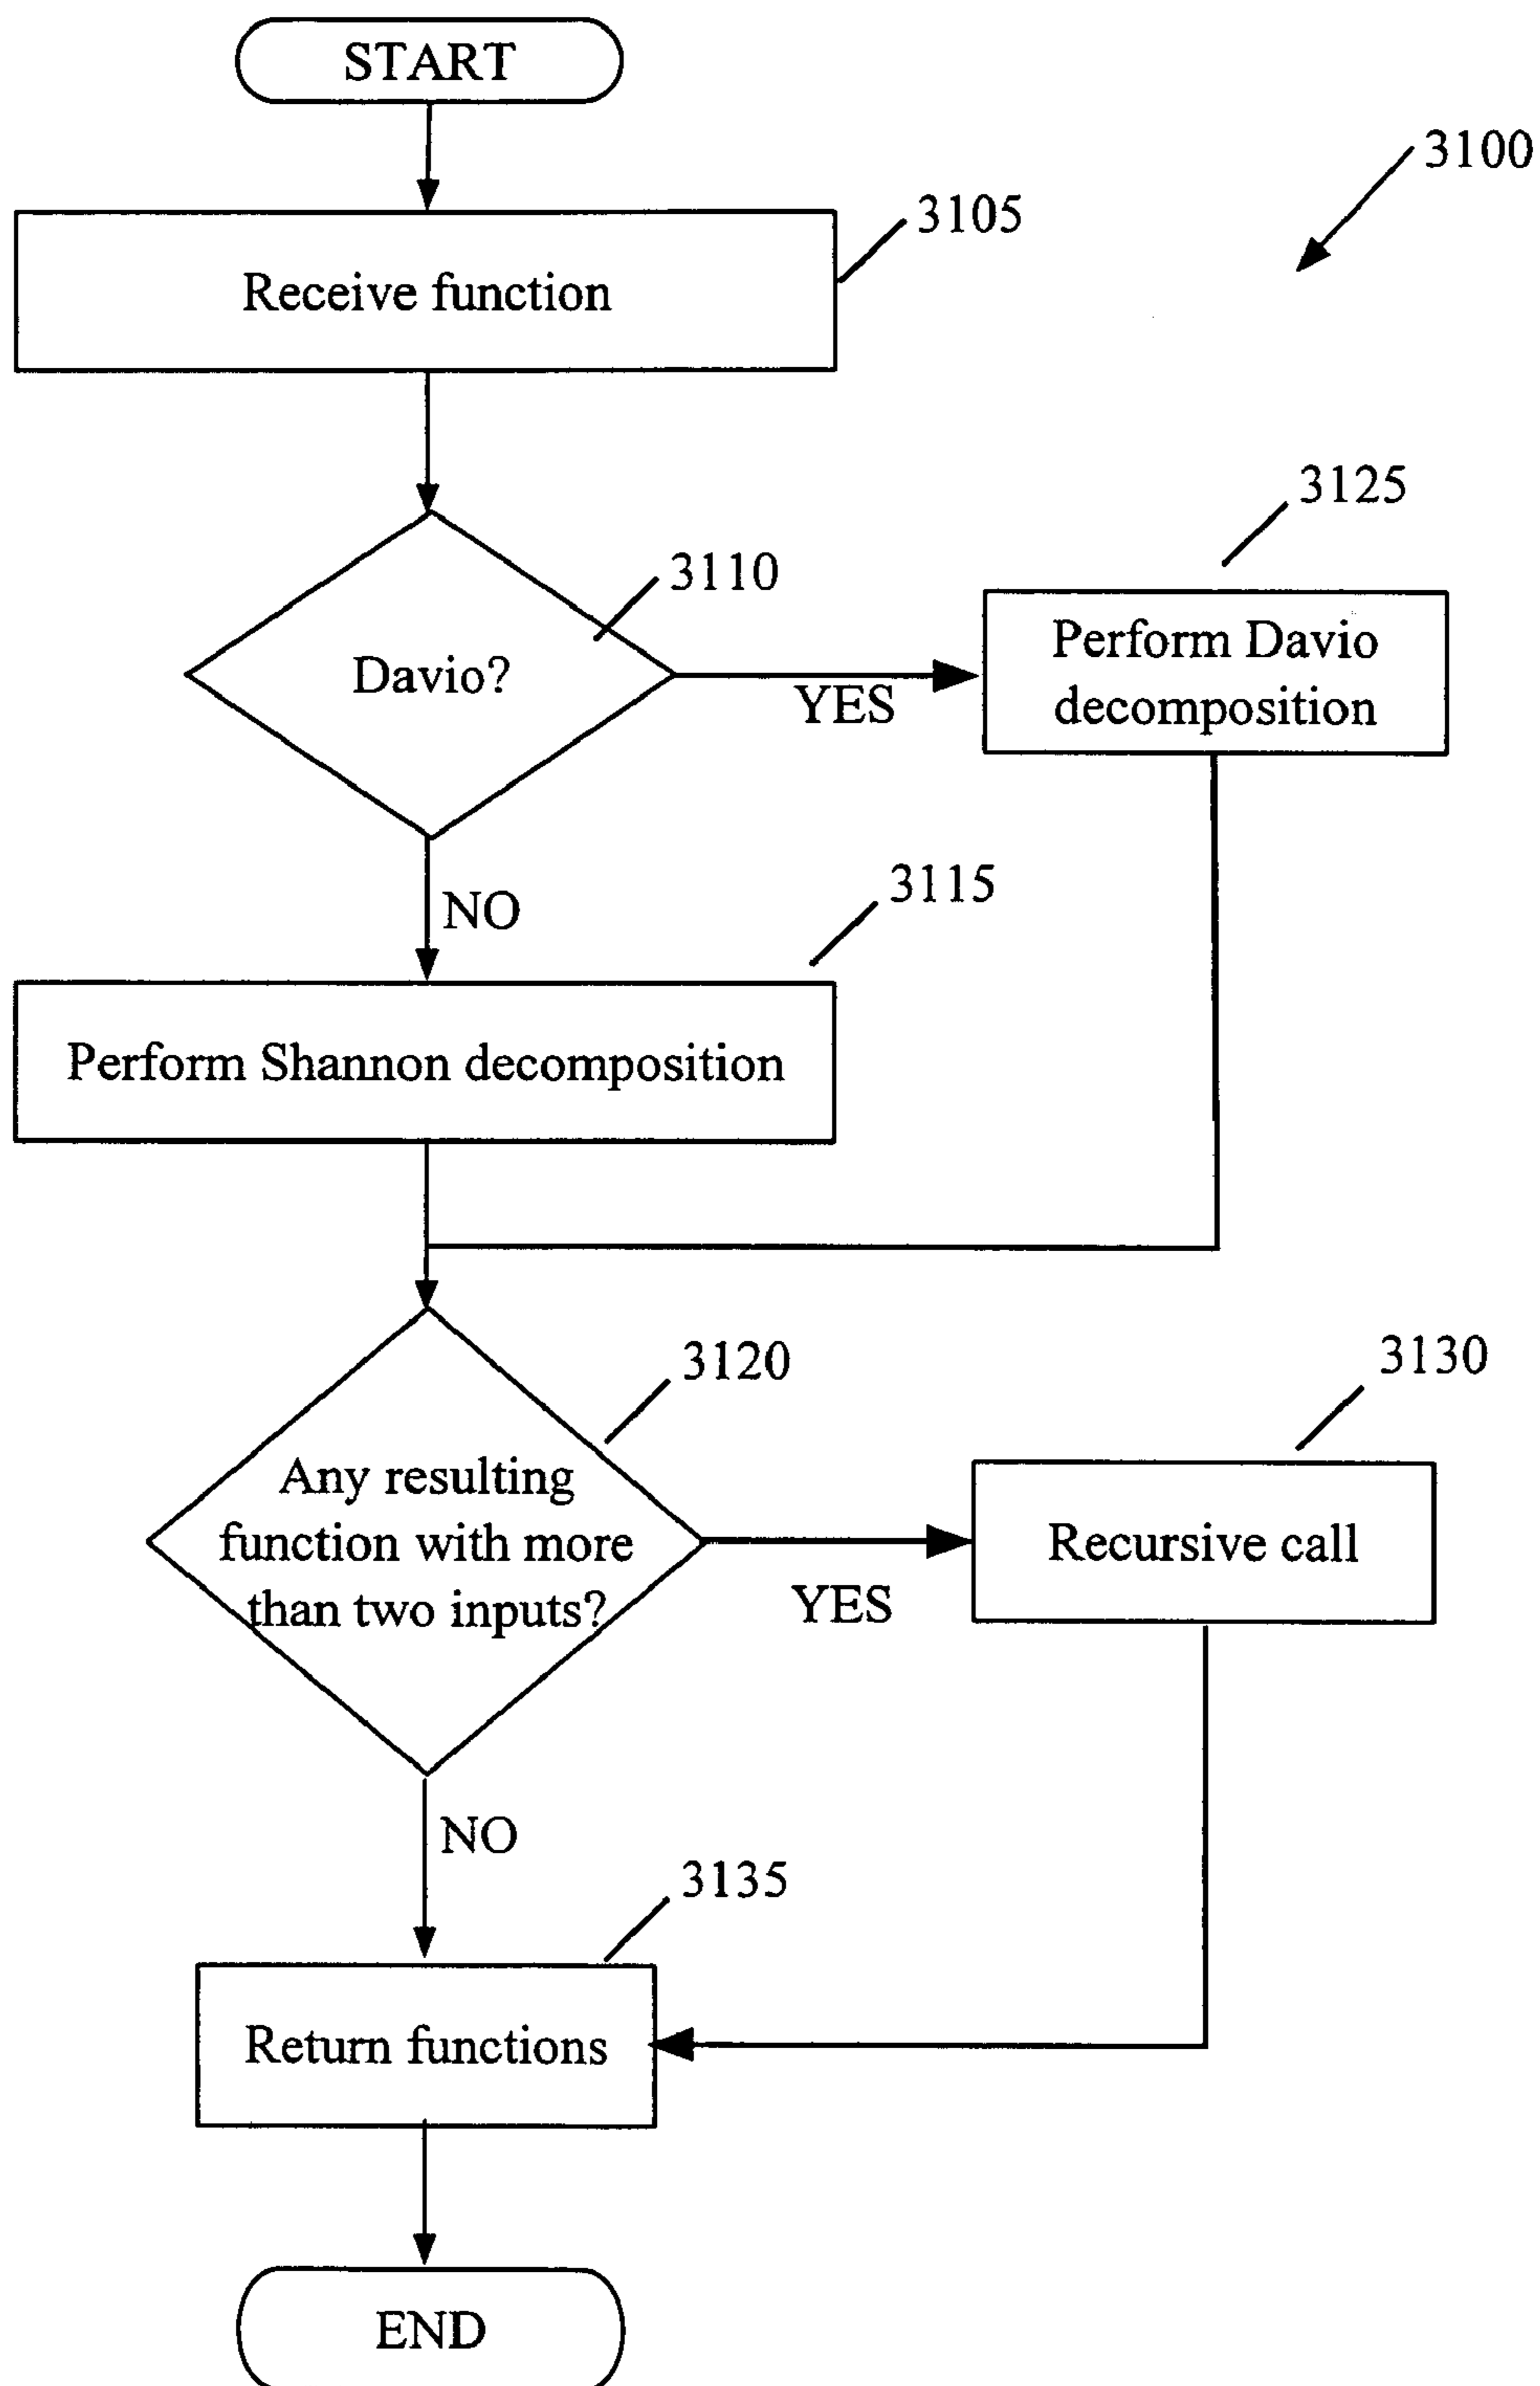 START
3100
3105
Receive function
3125
3110
Perform Davio
decomposition
Davio?
YES
NO
3115
Perform Shannon decomposition
3120
3130
Any resulting
function with more
than two inputs?
Recursive call
YES
NO
3135
Return functions
END